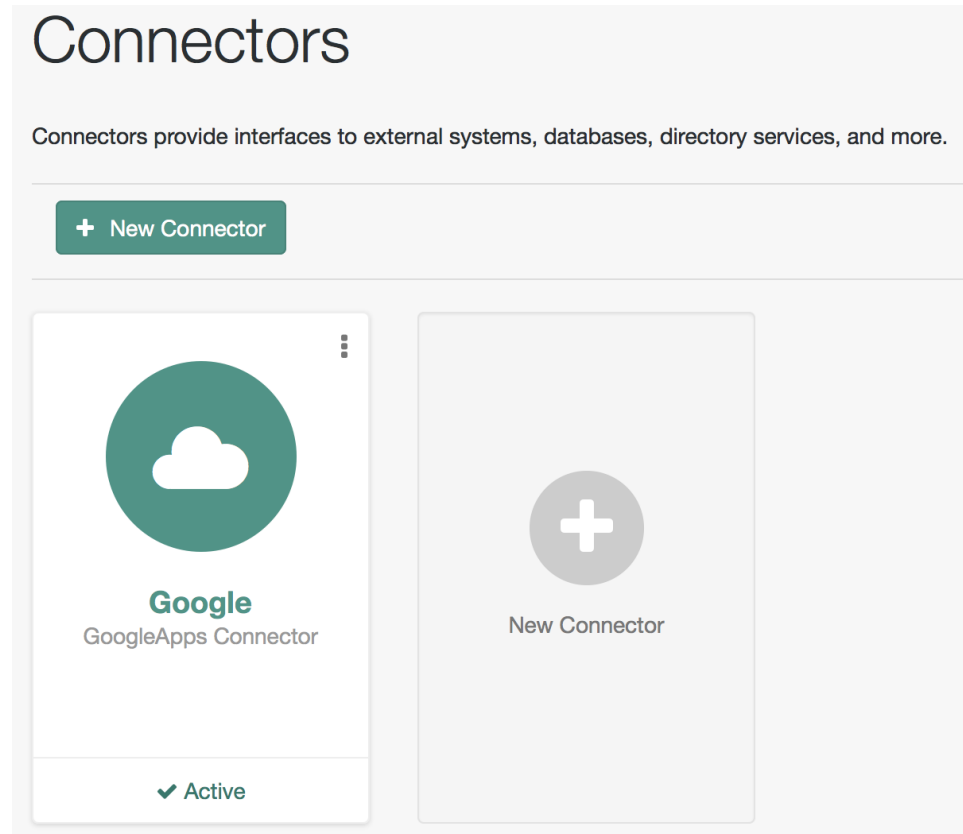 Connectors
Connectors provide interfaces to external systems, databases, directory services, and more.
New Connector
Google
GoogleApps Connector
Active
New Connector